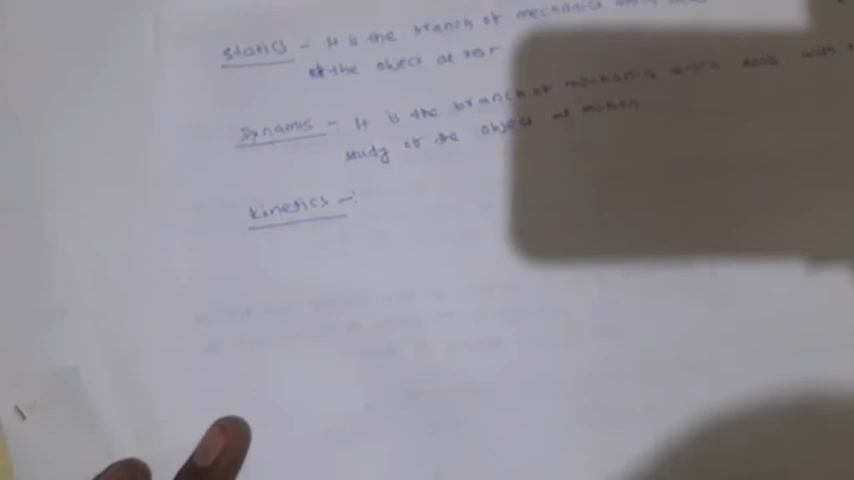 Statics - It is the branch of mechanics
of the object at rest
Dynamis - It is the branch of mechanics which deals with
study of the object at motion
Kinetics -: